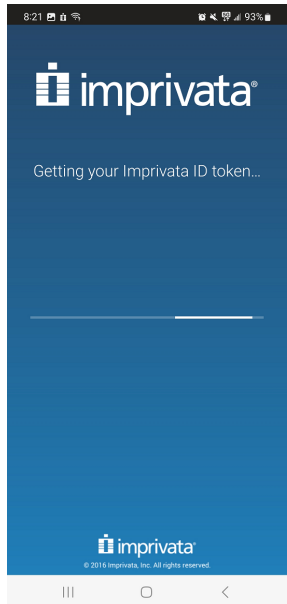 8:21
93%
imprivata®
Getting your Imprivata ID token...
imprivata®
© 2016 Imprivata, Inc. All rights reserved.